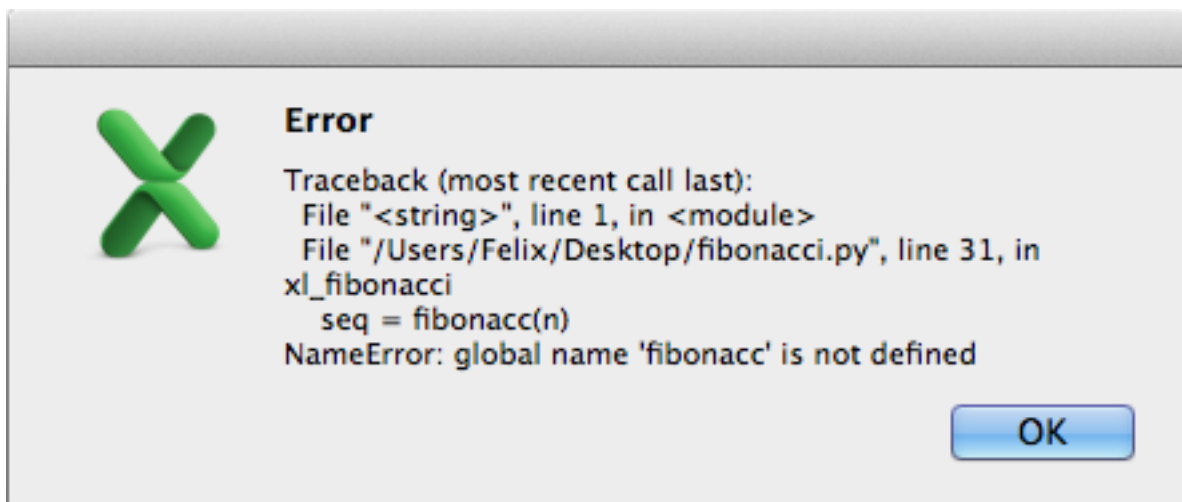 Error
Traceback (most recent call last):
File "<string>", line 1, in <module>
File "/Users/Felix/Desktop/fibonacci.py", line 31, in
xl_fibonacci
seq = fibonacc(n)
NameError: global name 'fibonacc' is not defined
OK